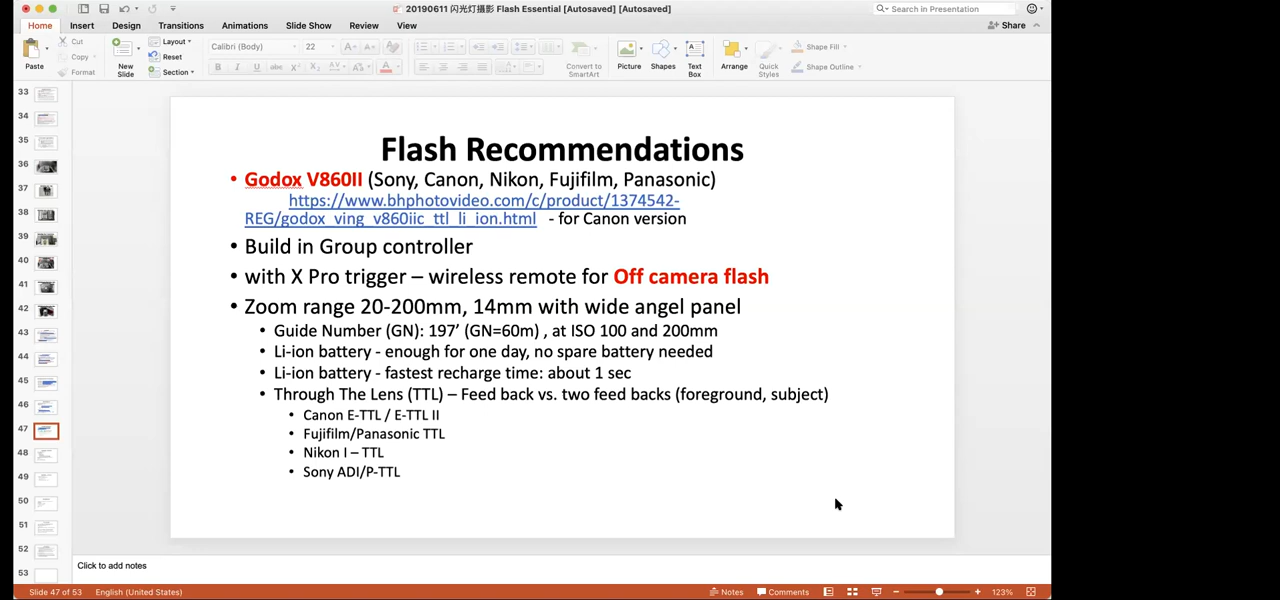 20190611 闪光灯摄影 Flash Essential [Autosaved] [Autosaved]
Search in Presentation
Home Insert Design Transitions Animations Slide Show Review View
Share
Paste
Cut
Copy
Format
New
Slide
Layout
Reset
Section
Calibri (Body) 22
Convert to
SmartArt
Picture
Shapes
Text
Box
Arrange
Quick
Styles
Shape Fill
Shape Outline
33
34
35
36
37
38
39
40
41
42
43
44
45
46
47
48
49
50
51
52
53
Flash Recommendations
• Godox V860II (Sony, Canon, Nikon, Fujifilm, Panasonic)
https://www.bhphotovideo.com/c/product/1374542-
REG/godox_ving_v860iic_ttl_li_ion.html - for Canon version
• Build in Group controller
• with X Pro trigger – wireless remote for Off camera flash
• Zoom range 20-200mm, 14mm with wide angel panel
• Guide Number (GN): 197’ (GN=60m) , at ISO 100 and 200mm
• Li-ion battery - enough for one day, no spare battery needed
• Li-ion battery - fastest recharge time: about 1 sec
• Through The Lens (TTL) – Feed back vs. two feed backs (foreground, subject)
• Canon E-TTL / E-TTL II
• Fujifilm/Panasonic TTL
• Nikon I – TTL
• Sony ADI/P-TTL
Click to add notes
Slide 47 of 53 English (United States)
Notes Comments 123%